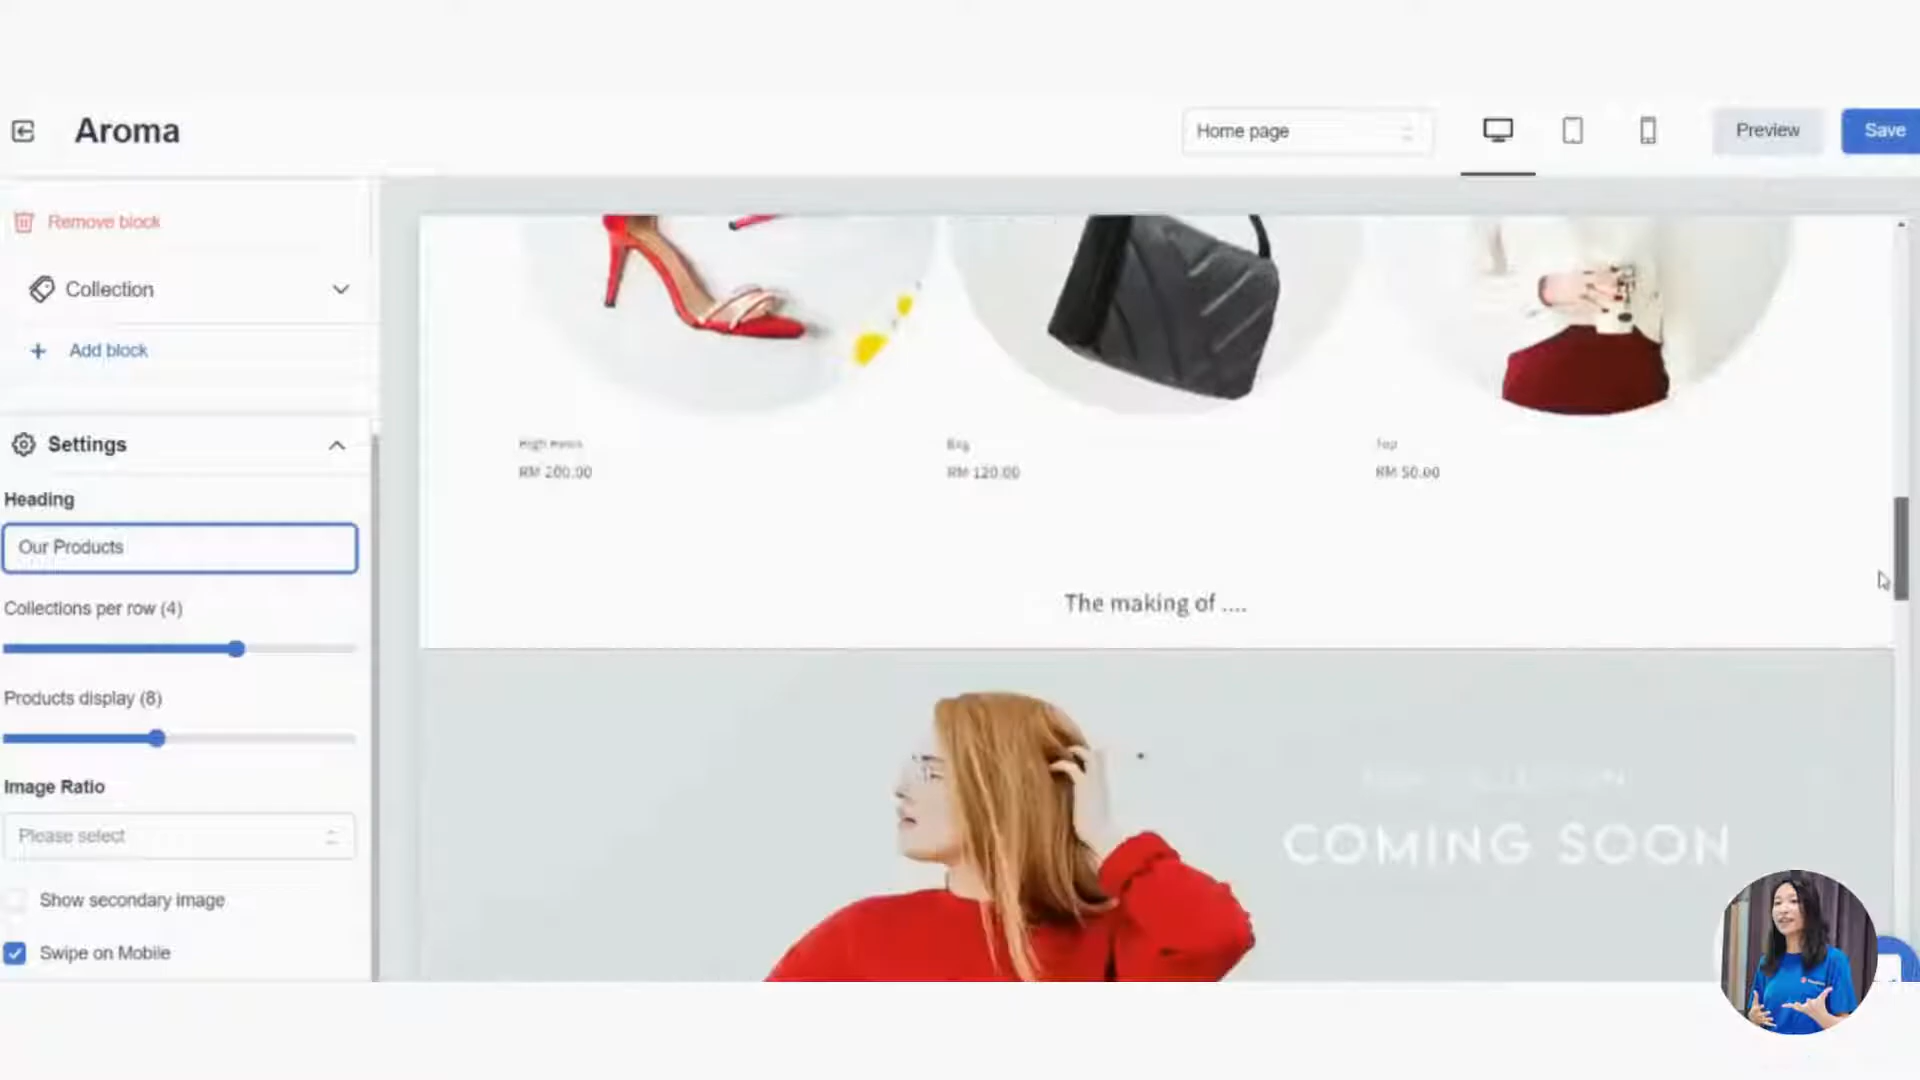 Aroma
Home page
Preview
Save
Remove block
Collection
Add block
Settings
Heading
Our Products
Collections per row (4)
Products display (8)
Image Ratio
Please select
Show secondary image
Swipe on Mobile
High Heels
RM 200.00
Bag
RM 120.00
Top
RM 50.00
The making of ....
COMING SOON